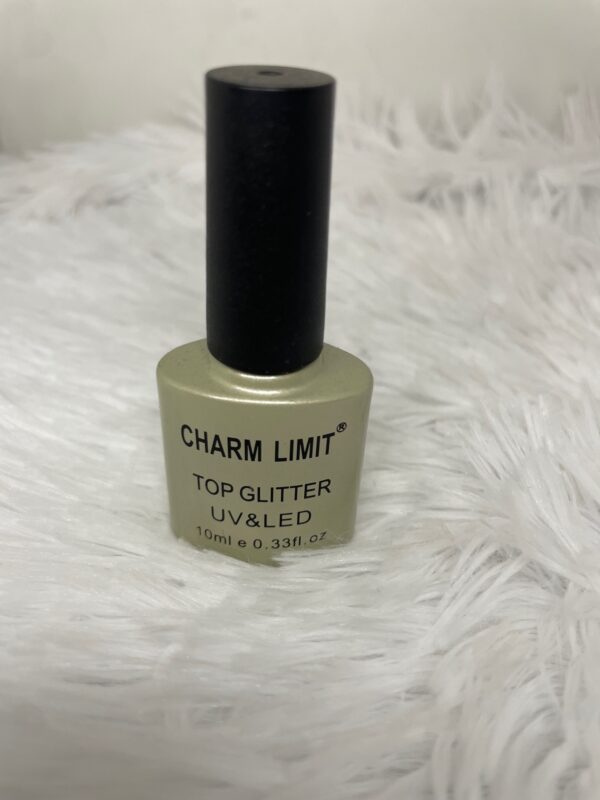 CHARM LIMIT®
TOP GLITTER
UV&LED
10ml e 0.33fl.oz